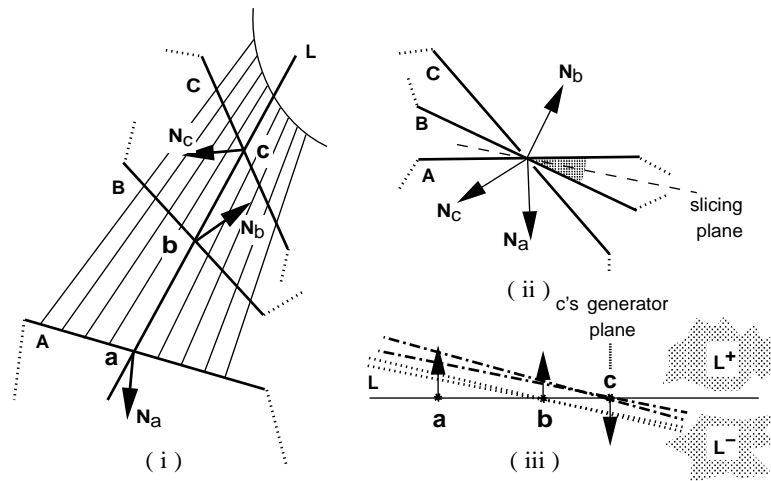 L
C
N_c
c
B
N_b
b
A
a
N_a
( i )
C
N_b
B
A
slicing
plane
N_c
N_a
( ii )
c's generator
plane
L
c
L⁺
a
b
L⁻
( iii )